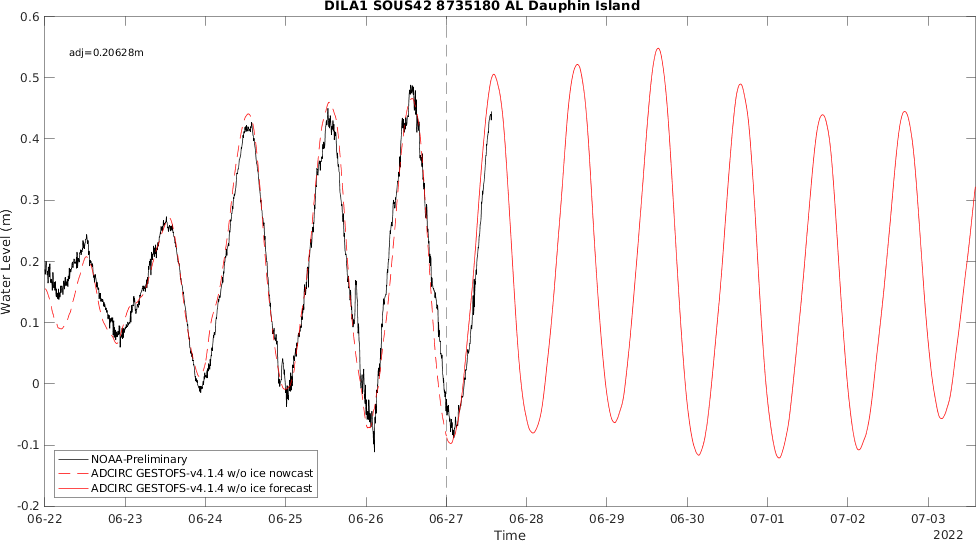 DILA1 SOUS42 8735180 AL Dauphin Island
0.6
adj=0.20628m
0.5
0.4
0.3
0.2
0.1
0
-0.1
-0.2
Water Level (m)
NOAA-Preliminary
ADCIRC GESTOFS-v4.1.4 w/o ice nowcast
ADCIRC GESTOFS-v4.1.4 w/o ice forecast
06-22 06-23 06-24 06-25 06-26 06-27 06-28 06-29 06-30 07-01 07-02 07-03
Time
2022